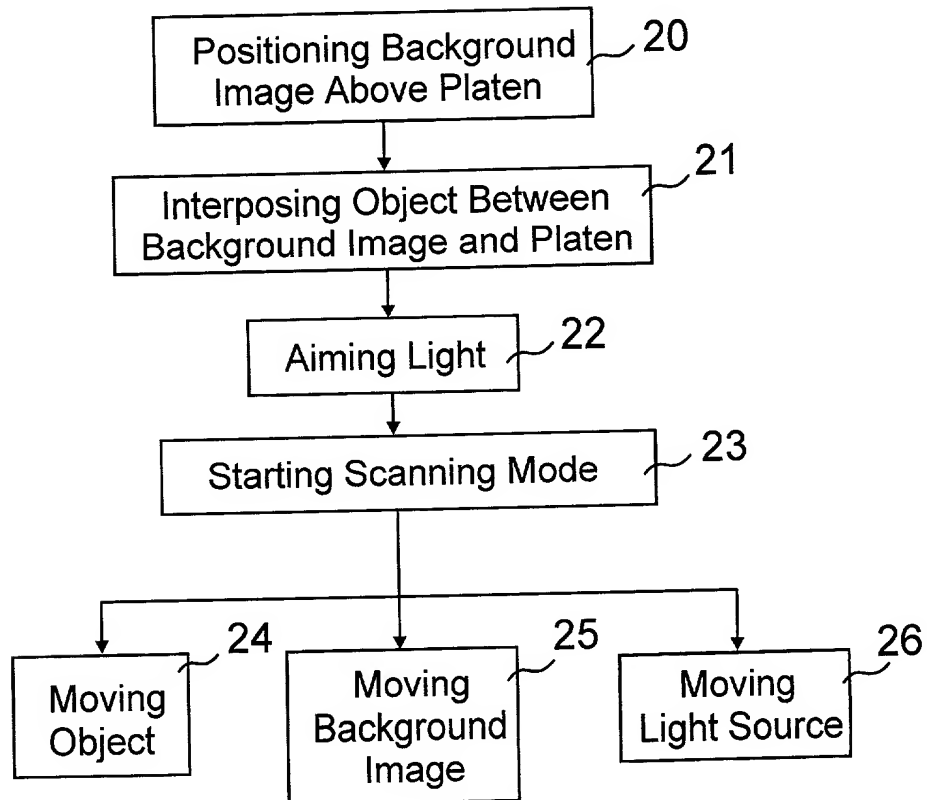 Positioning Background
Image Above Platen
20
Interposing Object Between
Background Image and Platen
21
Aiming Light
22
Starting Scanning Mode
23
Moving
Object
24
Moving
Background
Image
25
Moving
Light Source
26